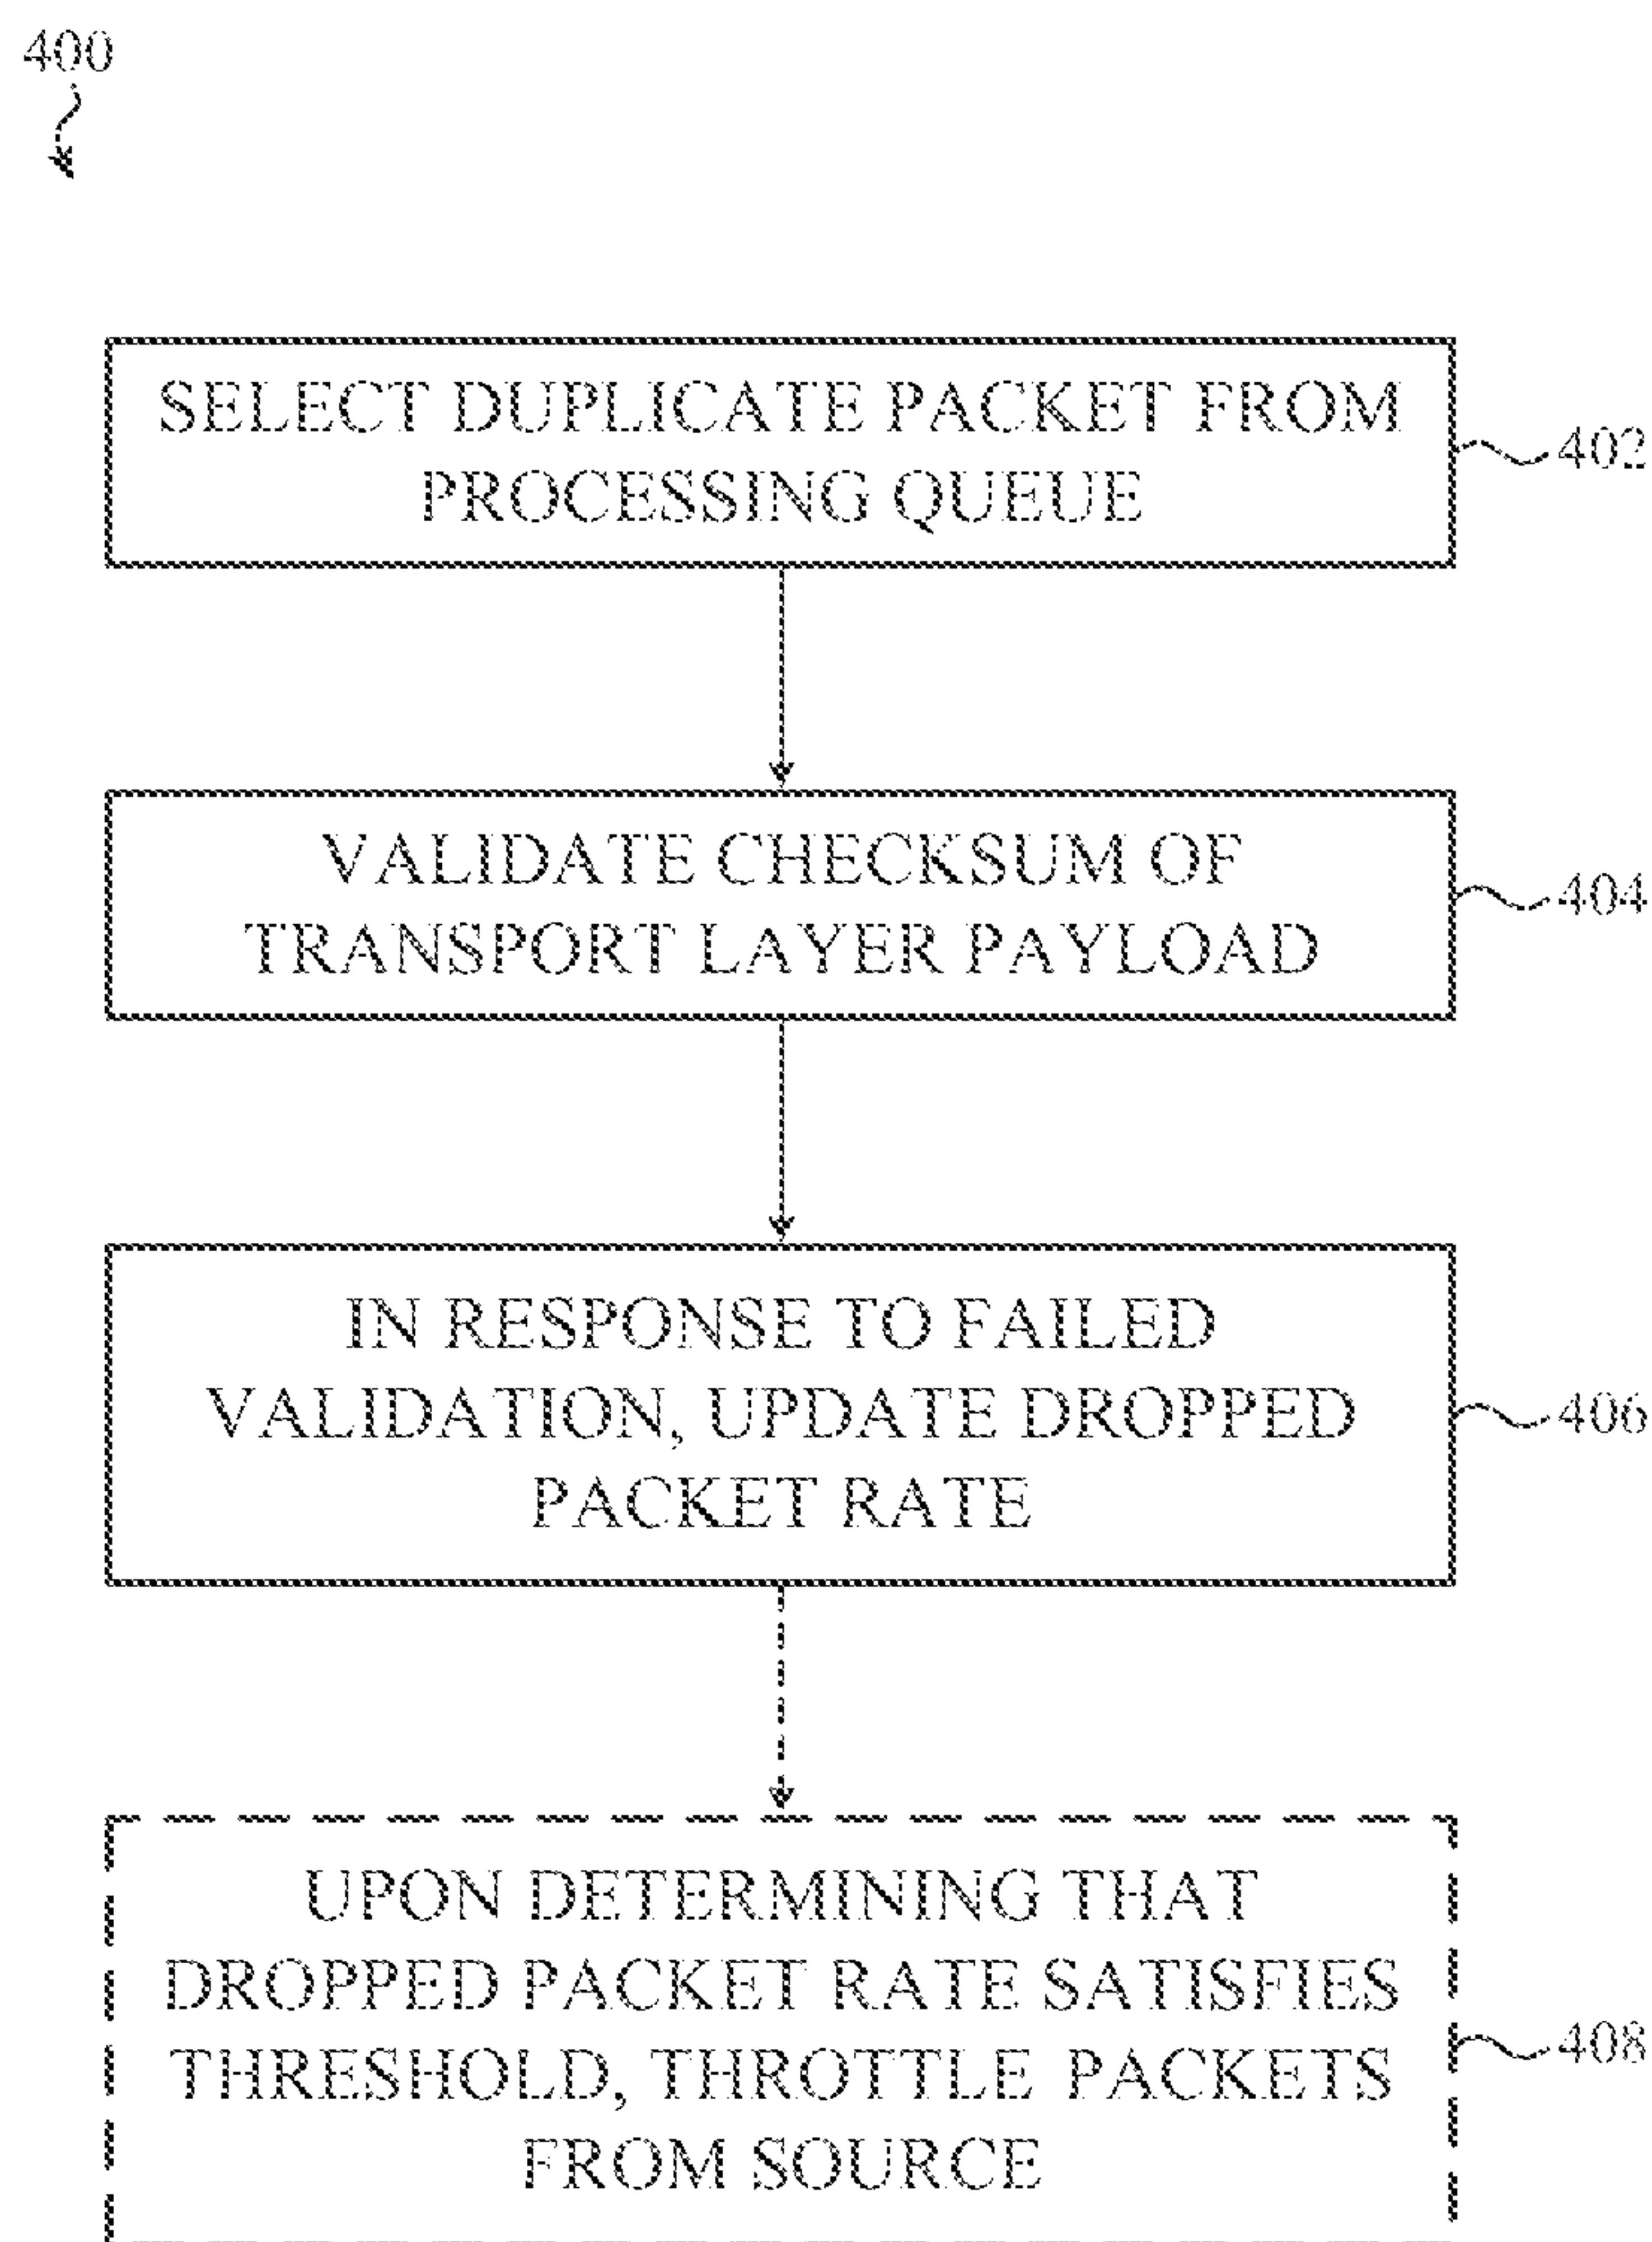 400
SELECT DUPLICATE PACKET FROM
PROCESSING QUEUE
402
VALIDATE CHECKSUM OF
TRANSPORT LAYER PAYLOAD
404
IN RESPONSE TO FAILED
VALIDATION, UPDATE DROPPED
PACKET RATE
406
UPON DETERMINING THAT
DROPPED PACKET RATE SATISFIES
THRESHOLD, THROTTLE PACKETS
FROM SOURCE
408